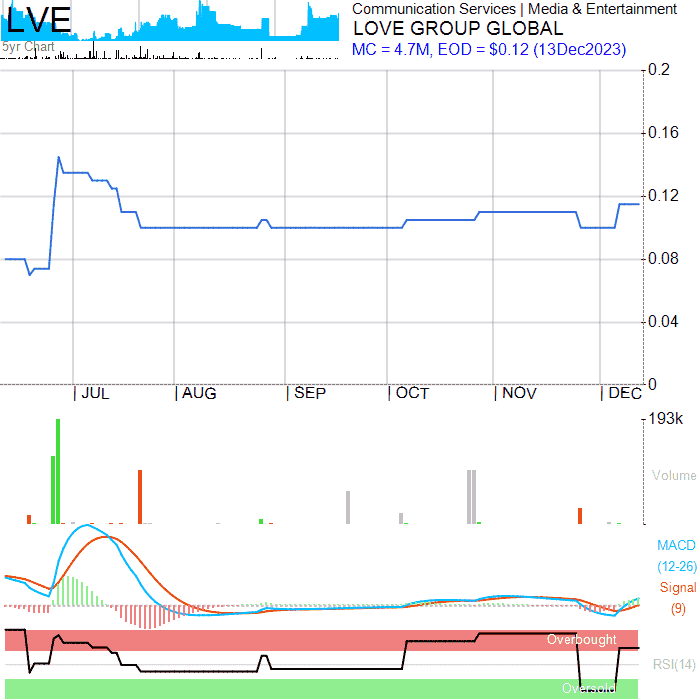 LVE
Communication Services | Media & Entertainment
LOVE GROUP GLOBAL
5yr Chart
MC = 4.7M, EOD = $0.12 (13Dec2023)
0.2
0.16
0.12
0.08
0.04
0
| JUL | AUG | SEP | OCT | NOV | DEC
193k
Volume
MACD
(12-26)
Signal
(9)
Overbought
RSI(14)
Oversold